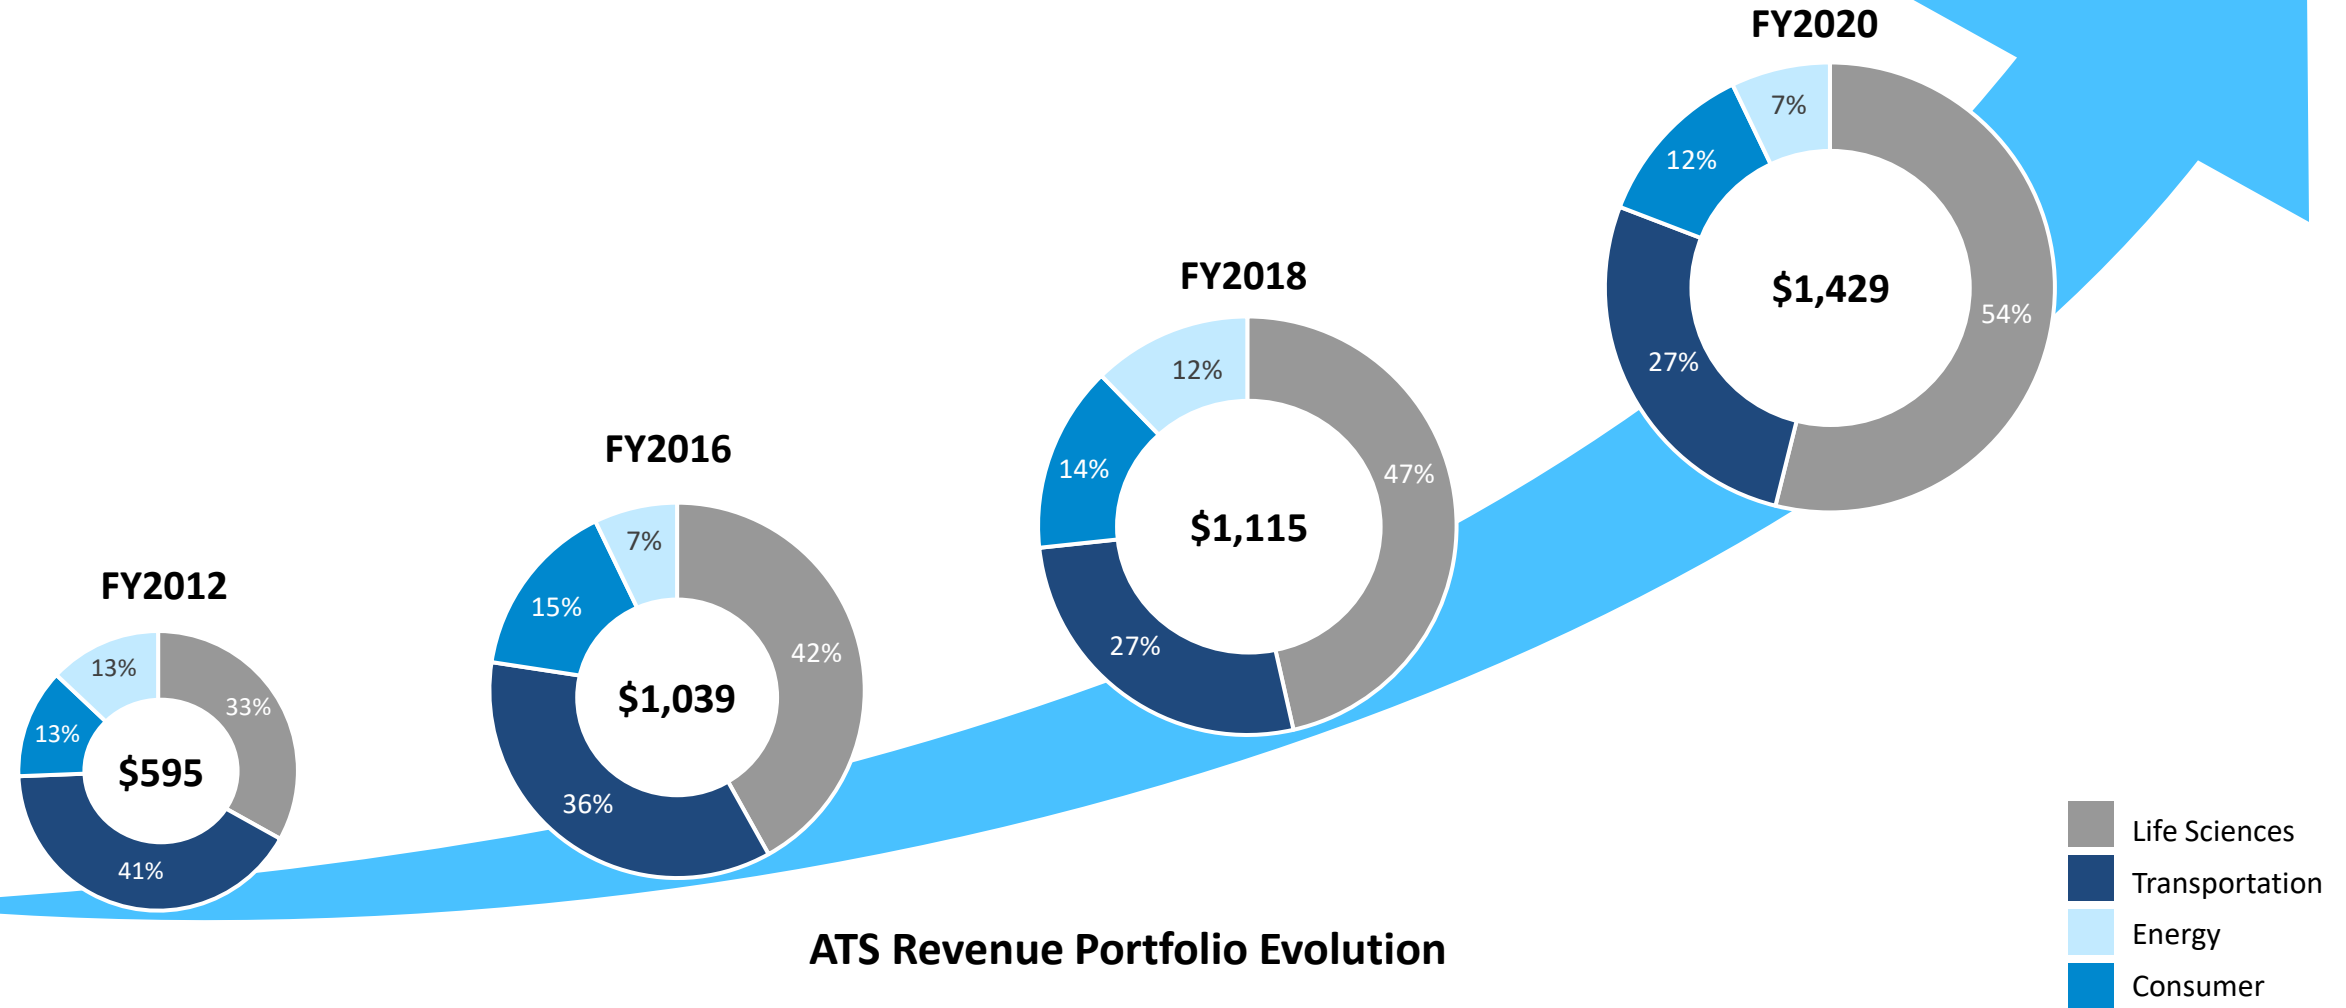 FY2012
13%
33%
13%
$595
41%
FY2016
7%
15%
42%
$1,039
36%
FY2018
12%
14%
47%
$1,115
27%
FY2020
7%
12%
$1,429
54%
27%
Life Sciences
Transportation
Energy
Consumer
ATS Revenue Portfolio Evolution